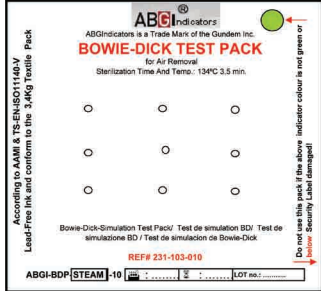 ABGIndicators
ABGIndicators is a Trade Mark of the Gundem Inc.
BOWIE-DICK TEST PACK
for Air Removal
Sterilization Time And Temp.: 134ºC 3,5 min.
According to AAMI & TS-EN-ISO11140-V
Lead-Free Ink and conform to the 3,4Kg Textile Pack
Do not use this pack if the above indicator colour is not green or
below Security Label damaged!
Bowie-Dick-Simulation Test Pack/ Test de simulation BD/ Test de
simulazione BD / Test de simulacion de Bowie-Dick
REF# 231-103-010
ABGI-BDP-STEAM-10 : ........ : ........ LOT no.: ...........